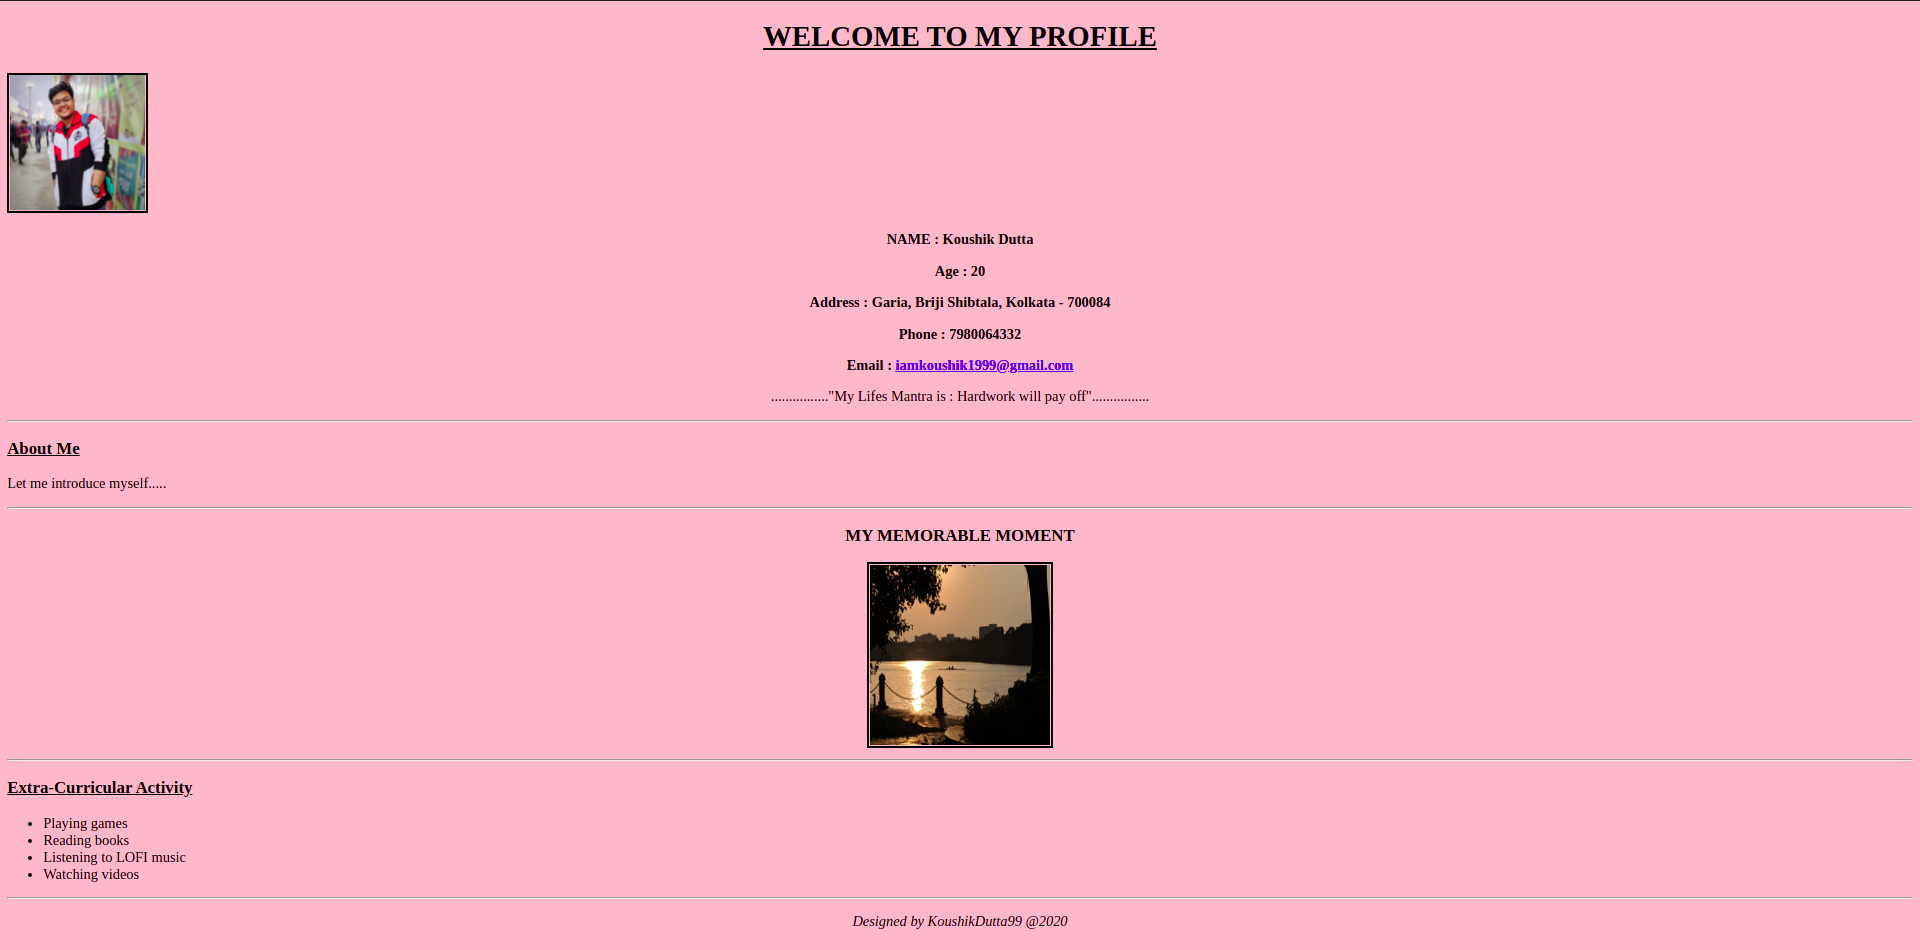 WELCOME TO MY PROFILE
NAME : Koushik Dutta
Age : 20
Address : Garia, Briji Shibtala, Kolkata - 700084
Phone : 7980064332
Email : iamkoushik1999@gmail.com
................"My Lifes Mantra is : Hardwork will pay off"................
About Me
Let me introduce myself.....
MY MEMORABLE MOMENT
Extra-Curricular Activity
Playing games
Reading books
Listening to LOFI music
Watching videos
Designed by KoushikDutta99 @2020